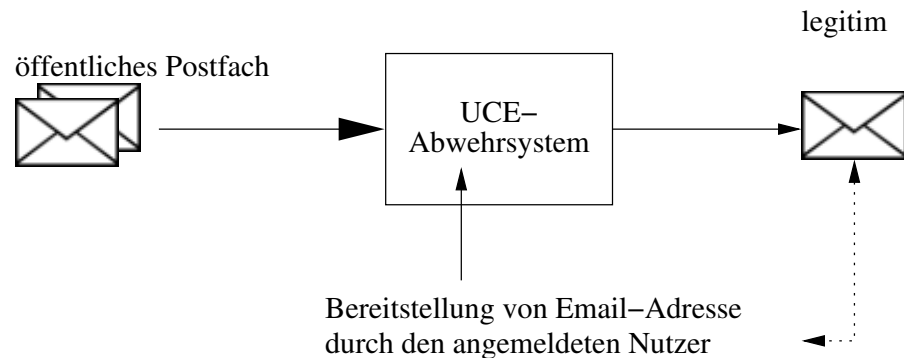 legitim
öffentliches Postfach
UCE−
Abwehrsystem
Bereitstellung von Email−Adresse
durch den angemeldeten Nutzer